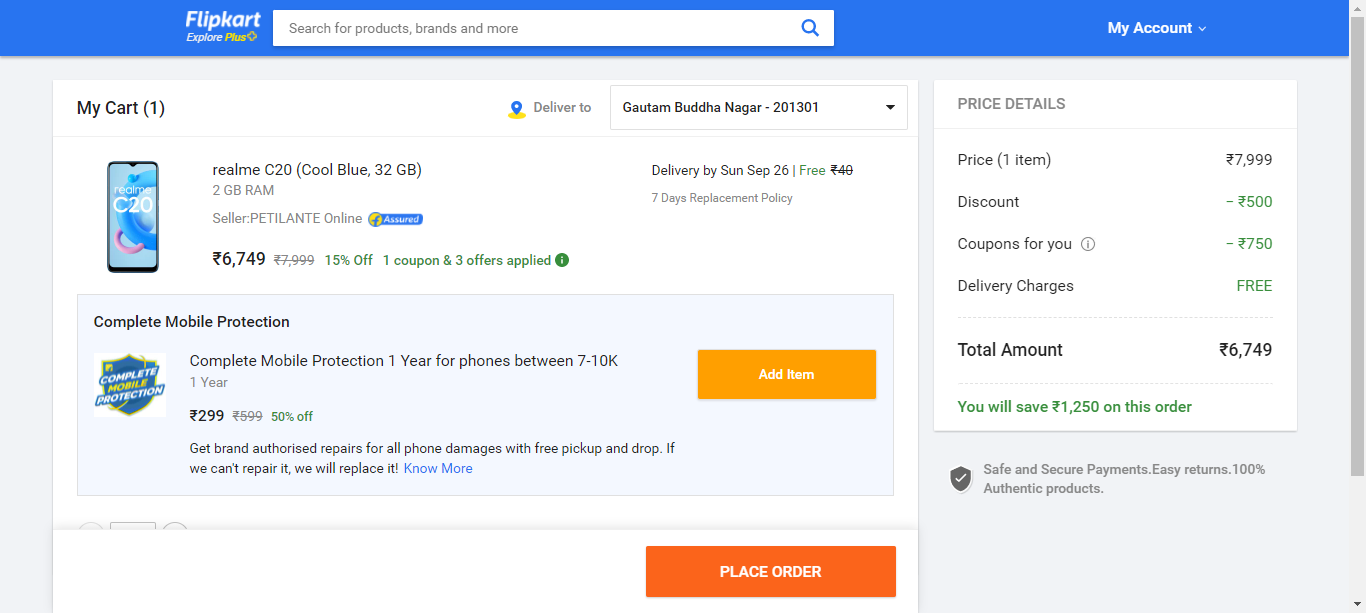 Flipkart
Explore Plus
Search for products, brands and more
My Account
My Cart (1)
Deliver to
Gautam Buddha Nagar - 201301
realme C20
realme C20 (Cool Blue, 32 GB)
2 GB RAM
Seller:PETILANTE Online
Assured
₹6,749 ₹7,999 15% Off 1 coupon & 3 offers applied
Delivery by Sun Sep 26 | Free ₹40
7 Days Replacement Policy
Complete Mobile Protection
COMPLETE
MOBILE
PROTECTION
Complete Mobile Protection 1 Year for phones between 7-10K
1 Year
₹299 ₹599 50% off
Get brand authorised repairs for all phone damages with free pickup and drop. If
we can't repair it, we will replace it! Know More
Add Item
PLACE ORDER
PRICE DETAILS
Price (1 item) ₹7,999
Discount − ₹500
Coupons for you − ₹750
Delivery Charges FREE
Total Amount ₹6,749
You will save ₹1,250 on this order
Safe and Secure Payments.Easy returns.100%
Authentic products.